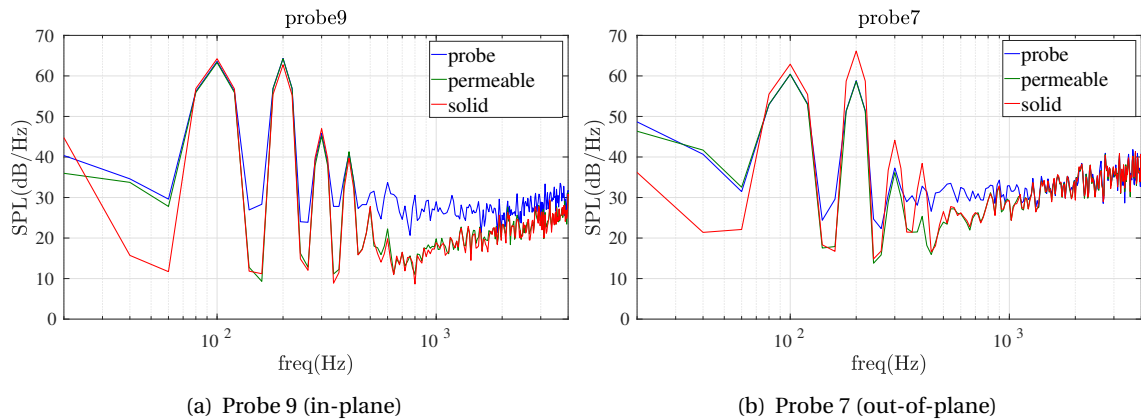 probe9
SPL(dB/Hz)
70
60
50
40
30
20
10
0
probe
permeable
solid
10 2
10 3
freq(Hz)
(a) Probe 9 (in-plane)
probe7
SPL(dB/Hz)
70
60
50
40
30
20
10
0
probe
permeable
solid
10 2
10 3
freq(Hz)
(b) Probe 7 (out-of-plane)